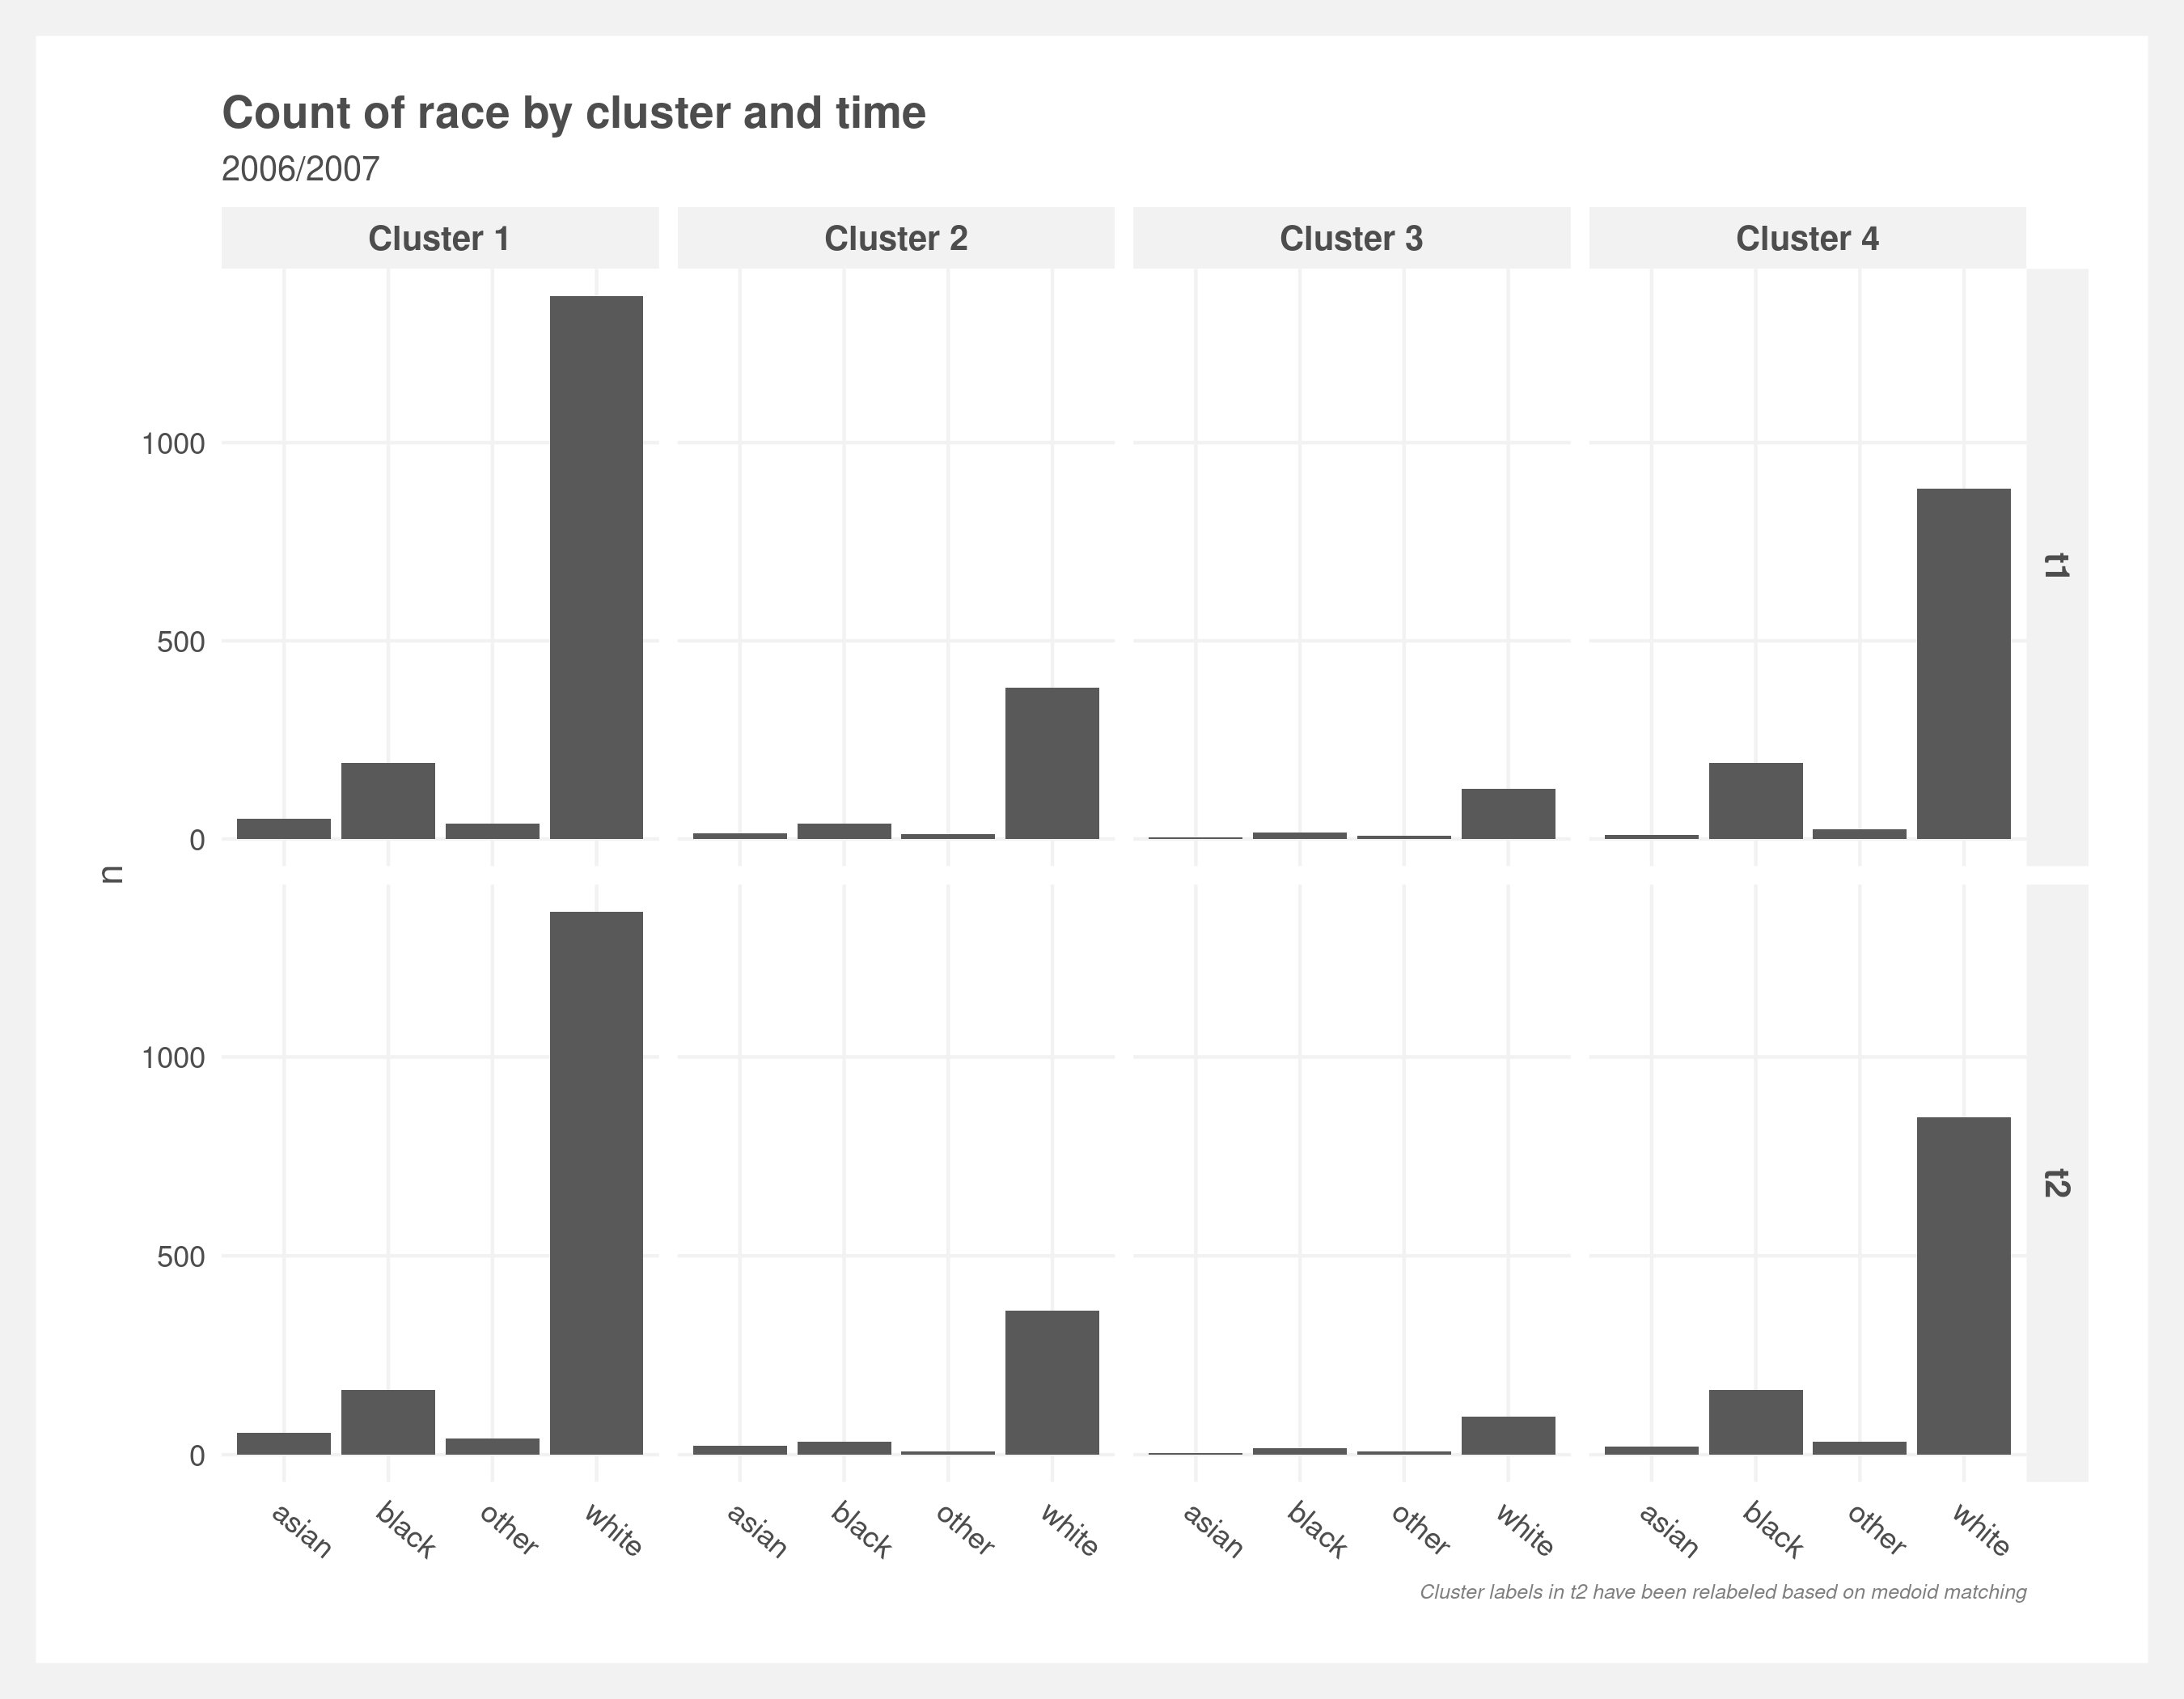 Count of race by cluster and time
2006/2007
Cluster 1 Cluster 2 Cluster 3 Cluster 4
1000
500
0
t1
n
1000
500
0
t2
asian black other white asian black other white asian black other white asian black other white
Cluster labels in t2 have been relabeled based on medoid matching